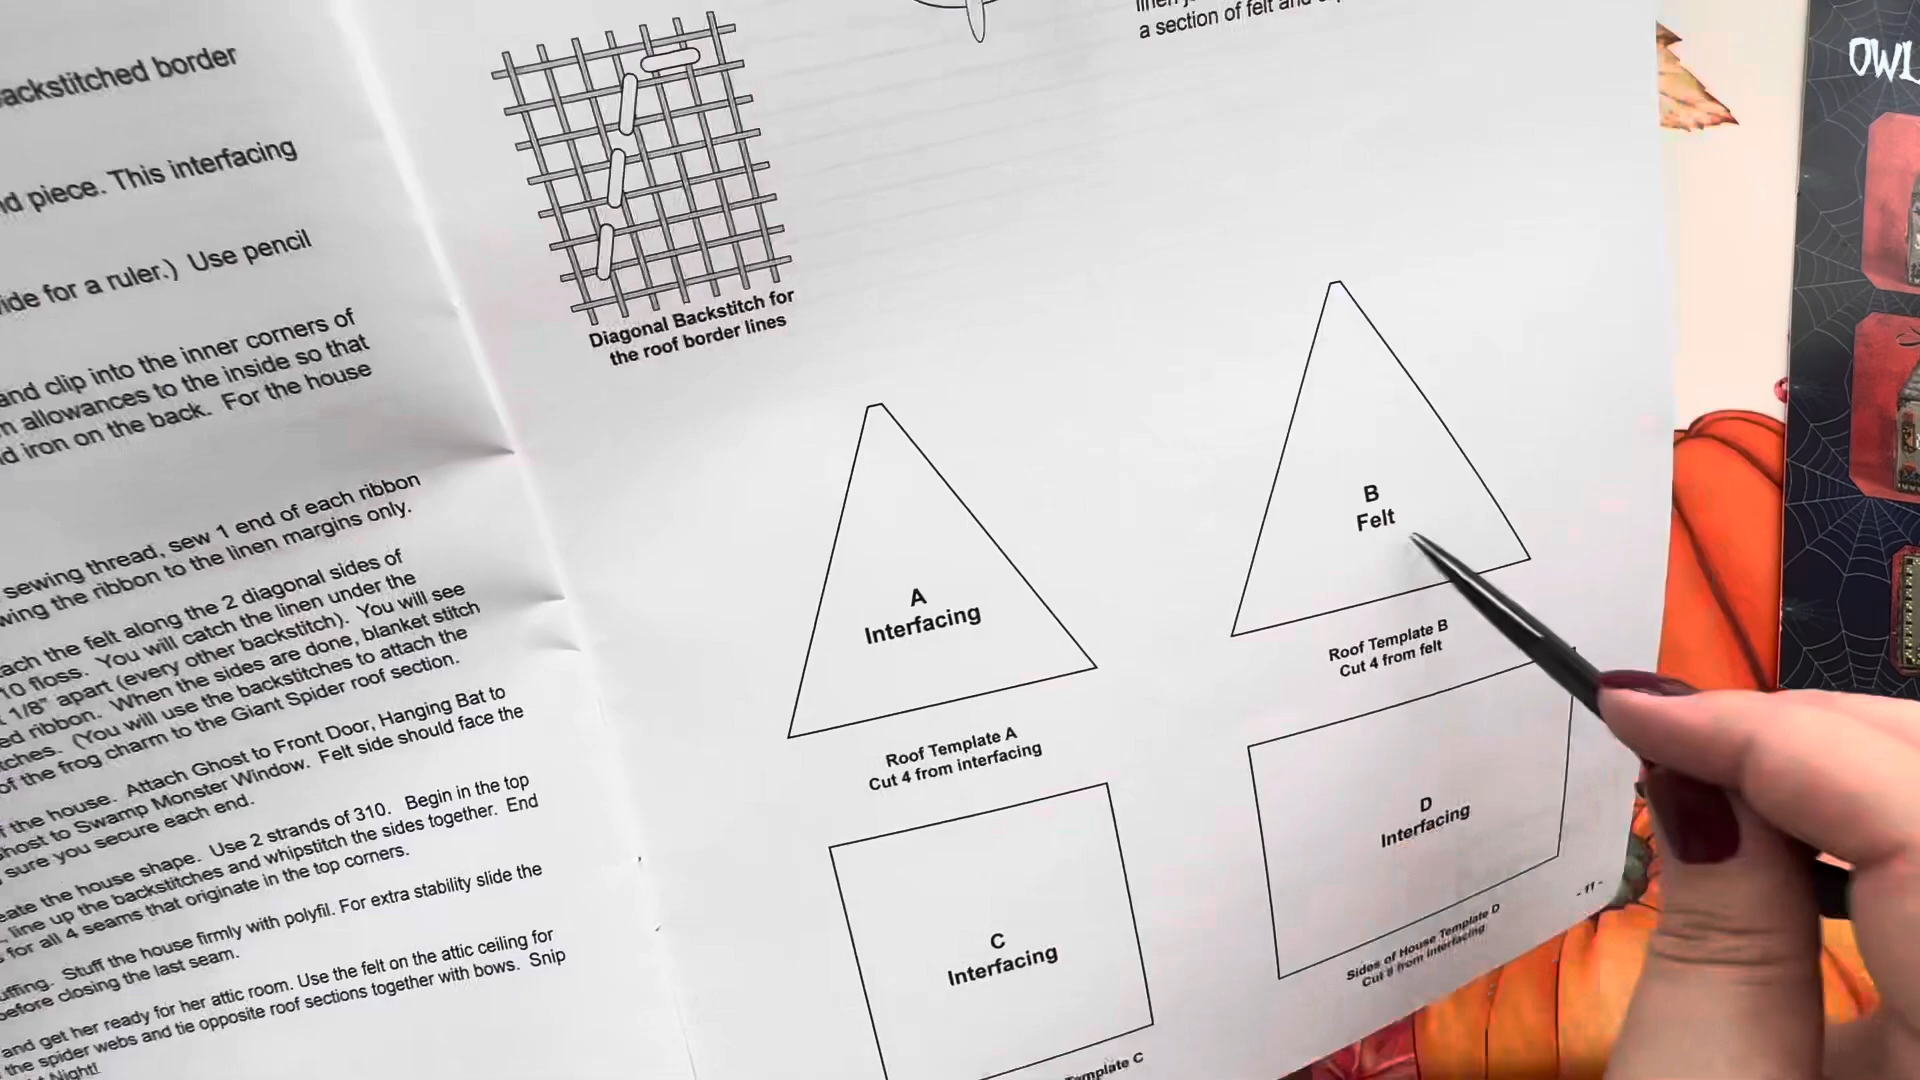 backstitched border
piece. This interfacing
for a ruler.) Use pencil
and clip into the inner corners of
allowances to the inside so that
iron on the back. For the house
sewing thread, sew 1 end of each ribbon
the ribbon to the linen margins only.
the felt along the 2 diagonal sides of
10 floss. You will catch the linen under the
1/8" apart (every other backstitch). You will see
ribbon. When the sides are done, blanket stitch
(You will use the backstitches to attach the
of the frog charm to the Giant Spider roof section.
the house. Attach Ghost to Front Door, Hanging Bat to
Ghost to Swamp Monster Window. Felt side should face the
sure you secure each end.
the house shape. Use 2 strands of 310. Begin in the top
line up the backstitches and whipstitch the sides together. End
for all 4 seams that originate in the top corners.
Stuff the house firmly with polyfil. For extra stability slide the
before closing the last seam.
and get her ready for her attic room. Use the felt on the attic ceiling for
the spider webs and tie opposite roof sections together with bows. Snip
Night!
linen
a section of felt and
Diagonal Backstitch for
the roof border lines
A
Interfacing
Roof Template A
Cut 4 from interfacing
B
Felt
Roof Template B
Cut 4 from felt
C
Interfacing
Template C
D
Interfacing
Sides of House Template D
Cut 8 from interfacing
- 11 -
OWL